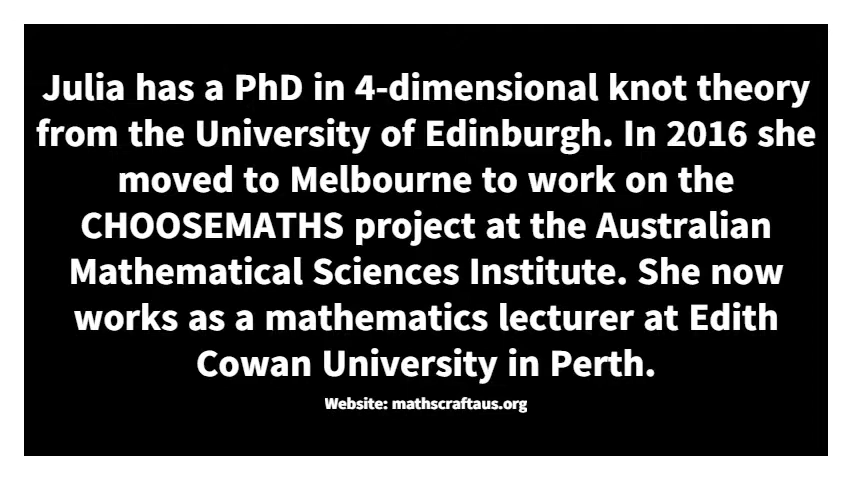 Julia has a PhD in 4-dimensional knot theory
from the University of Edinburgh. In 2016 she
moved to Melbourne to work on the
CHOOSEMATHS project at the Australian
Mathematical Sciences Institute. She now
works as a mathematics lecturer at Edith
Cowan University in Perth.
Website: mathscraftaus.org